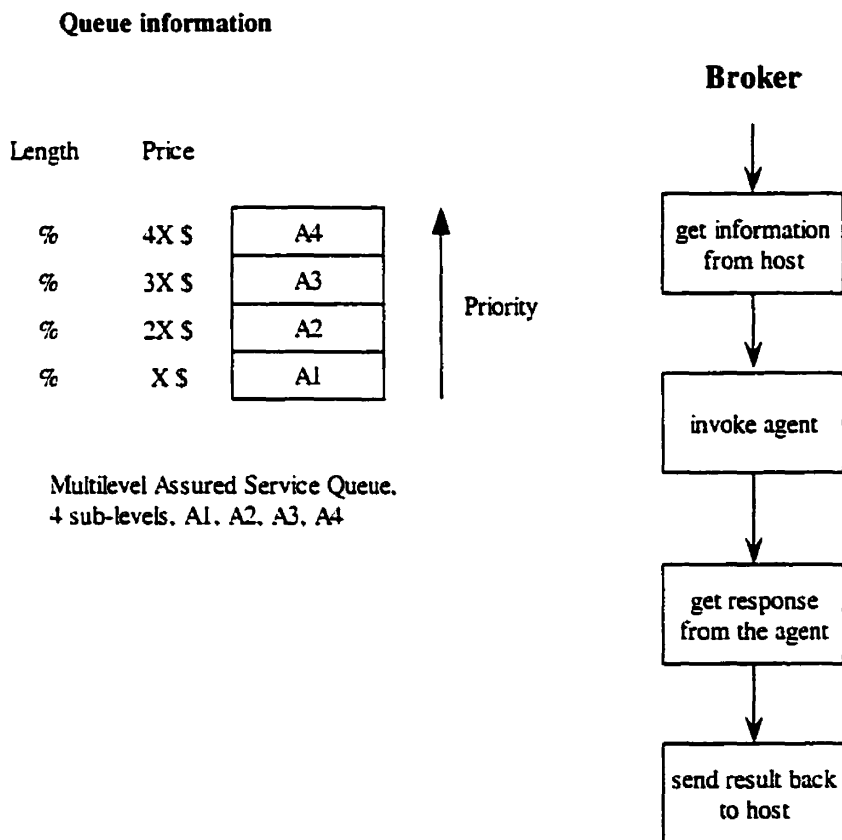 Queue information
Length Price
% 4X $ A4
% 3X $ A3
% 2X $ A2
% X $ A1
Priority
Multilevel Assured Service Queue,
4 sub-levels, A1, A2, A3, A4
Broker
get information
from host
invoke agent
get response
from the agent
send result back
to host